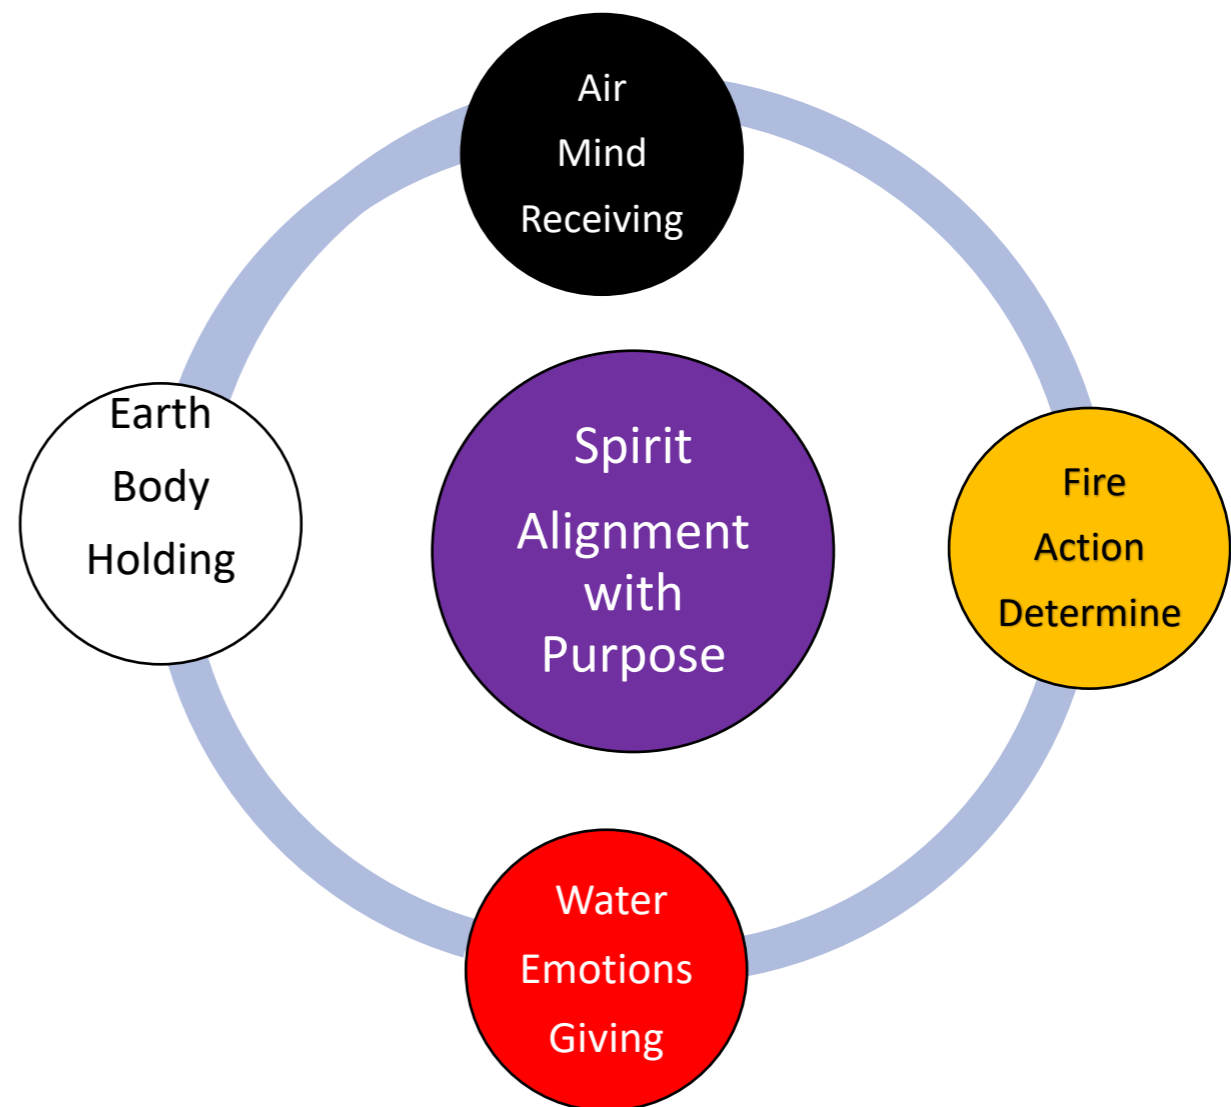 Air
Mind
Receiving
Earth
Body
Holding
Spirit
Alignment
with
Purpose
Fire
Action
Determine
Water
Emotions
Giving